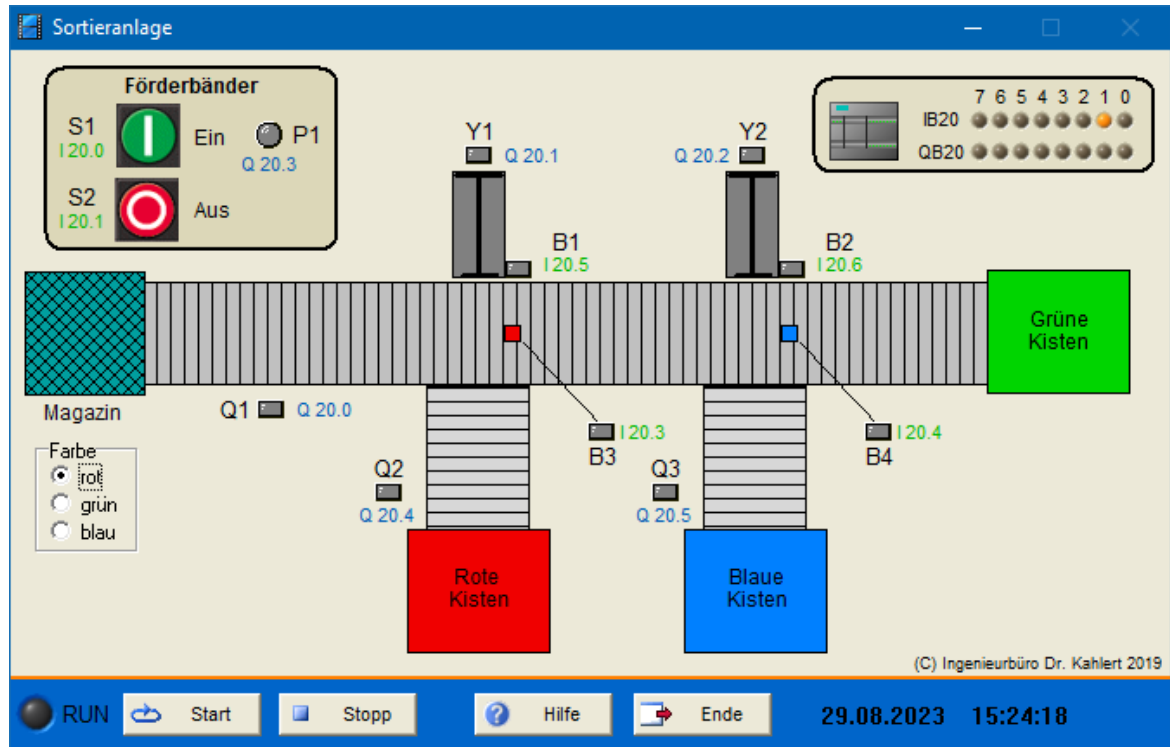 Sortieranlage
Förderbänder
S1
I 20.0
Ein
P1
Q 20.3
S2
I 20.1
Aus
Y1
Q 20.1
Y2
Q 20.2
7 6 5 4 3 2 1 0
IB20
QB20
B1
I 20.5
B2
I 20.6
Grüne
Kisten
Magazin
Q1
Q 20.0
I 20.3
B3
I 20.4
B4
Farbe
rot
grün
blau
Q2
Q 20.4
Q3
Q 20.5
Rote
Kisten
Blaue
Kisten
(C) Ingenieurbüro Dr. Kahlert 2019
RUN
Start
Stopp
Hilfe
Ende
29.08.2023 15:24:18